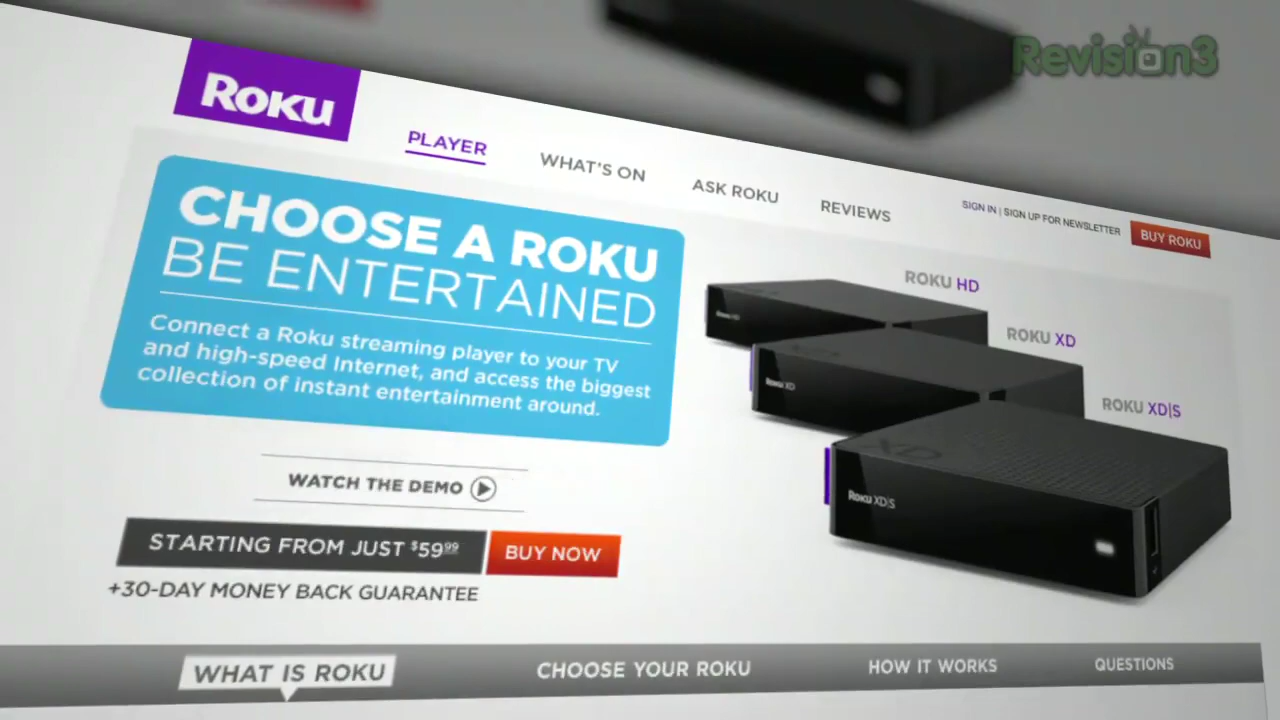 Revision3
ROKU
PLAYER
WHAT'S ON
ASK ROKU
REVIEWS
SIGN IN | SIGN UP FOR NEWSLETTER
BUY ROKU
CHOOSE A ROKU
BE ENTERTAINED
Connect a Roku streaming player to your TV
and high-speed Internet, and access the biggest
collection of instant entertainment around.
ROKU HD
ROKU XD
ROKU XD|S
ROKU XD
XD
ROKU XD|S
WATCH THE DEMO
STARTING FROM JUST $59.99
BUY NOW
+30-DAY MONEY BACK GUARANTEE
WHAT IS ROKU
CHOOSE YOUR ROKU
HOW IT WORKS
QUESTIONS